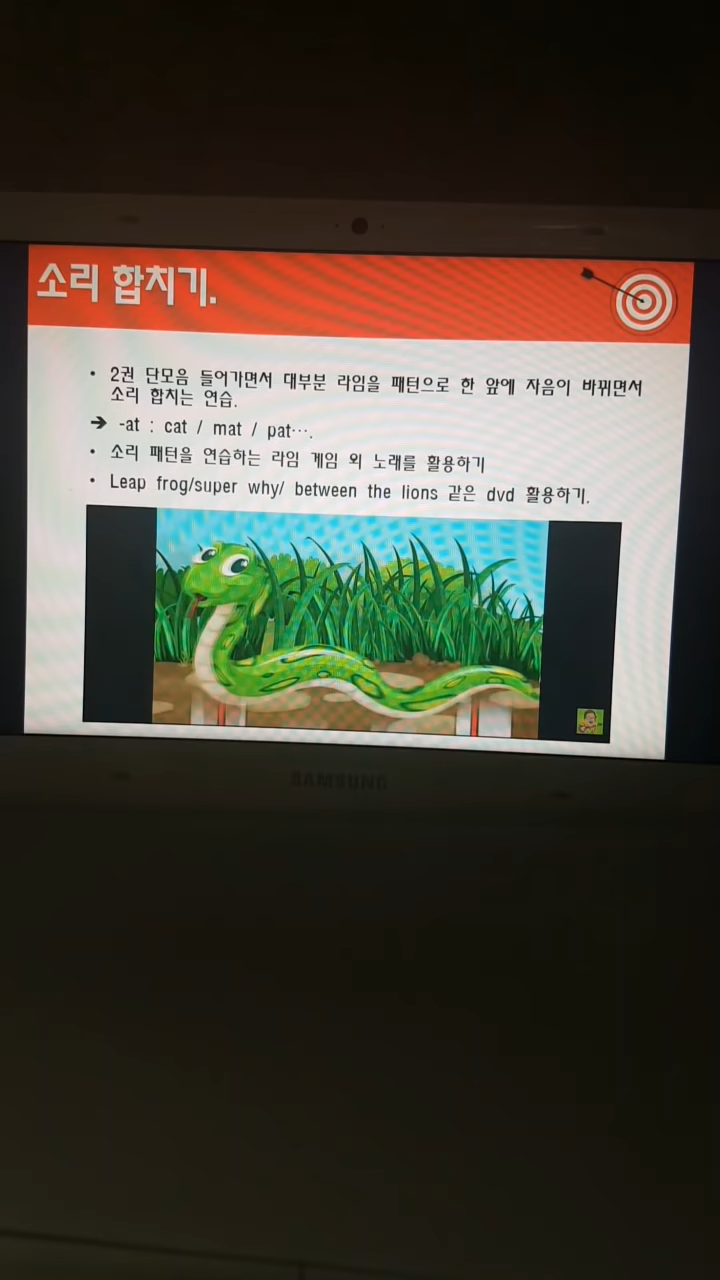 소리 합치기.
• 2권 단모음 들어가면서 대부분 라임을 패턴으로 한 앞에 자음이 바뀌면서
소리 합치는 연습.
➔ -at : cat / mat / pat….
• 소리 패턴을 연습하는 라임 게임 외 노래를 활용하기
• Leap frog/super why/ between the lions 같은 dvd 활용하기.
SAMSUNG